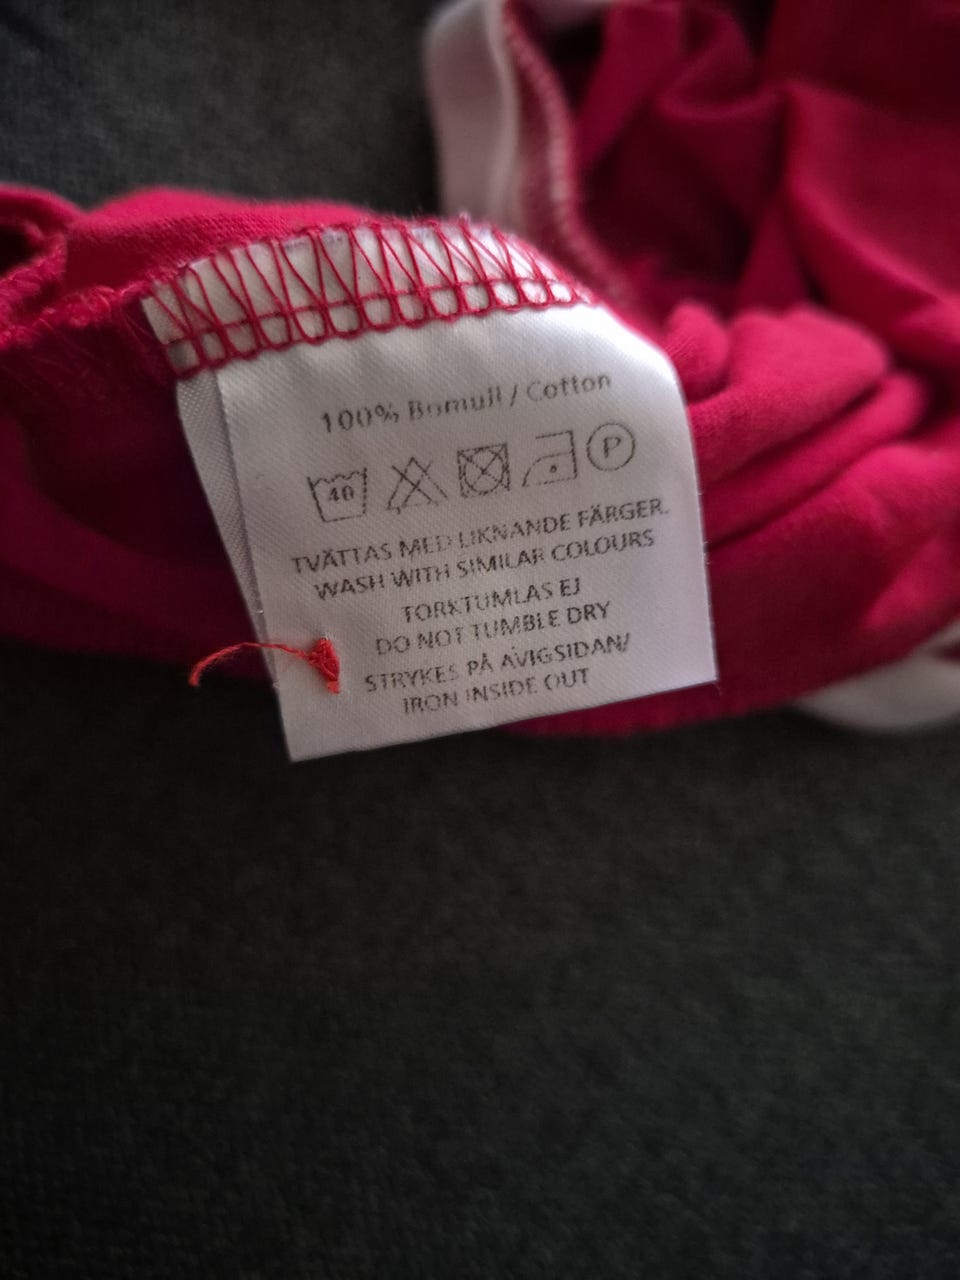 100% Bomull / Cotton
40 P
TVÄTTAS MED LIKNANDE FÄRGER.
WASH WITH SIMILAR COLOURS
TORKTUMLAS EJ
DO NOT TUMBLE DRY
STRYKES PÅ AVIGSIDAN/
IRON INSIDE OUT